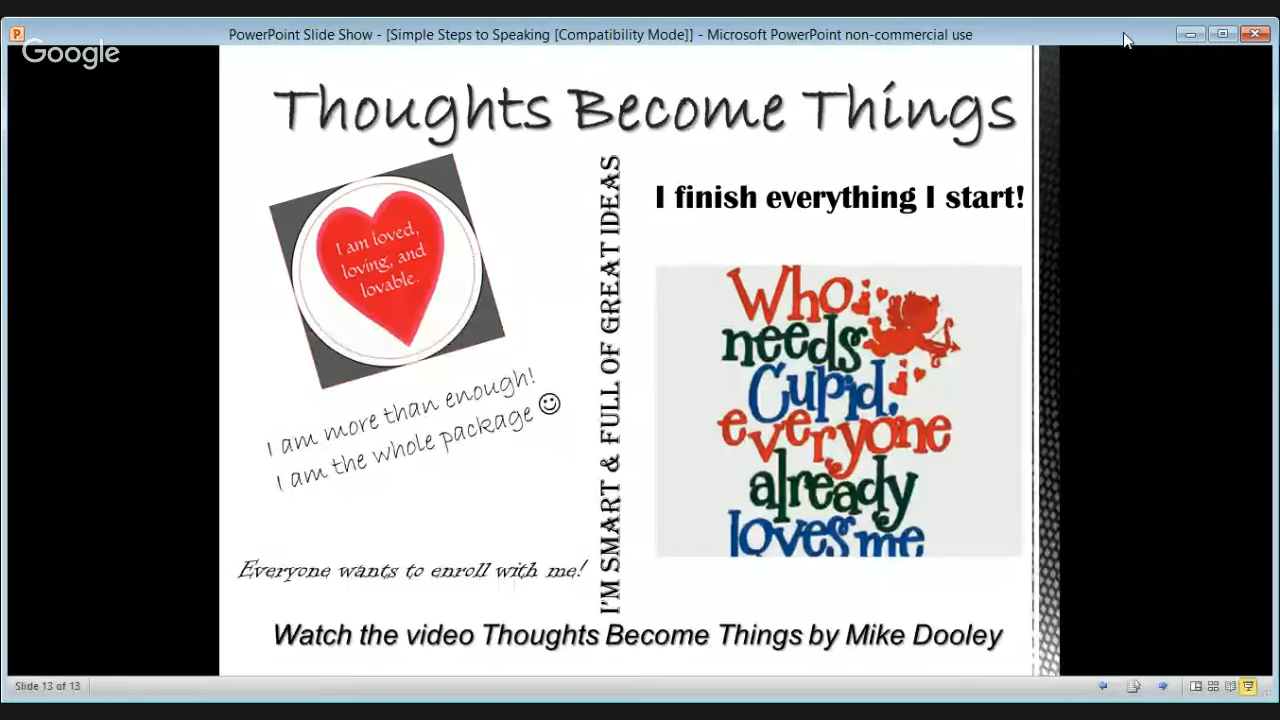 PowerPoint Slide Show - [Simple Steps to Speaking [Compatibility Mode]] - Microsoft PowerPoint non-commercial use
Google
Thoughts Become Things
I am loved,
loving, and
lovable.
I am more than enough!
I am the whole package ☺
Everyone wants to enroll with me!
I'M SMART & FULL OF GREAT IDEAS
I finish everything I start!
Who
needs
Cupid,
everyone
already
loves me
Watch the video Thoughts Become Things by Mike Dooley
Slide 13 of 13